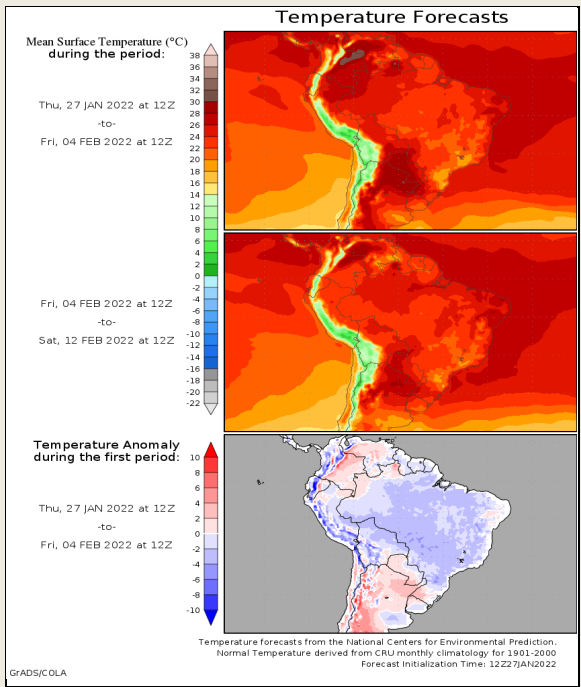 Temperature Forecasts
Mean Surface Temperature (°C)
during the period:
38
36
34
32
30
28
26
24
22
20
18
16
14
12
10
8
6
4
2
0
-2
-4
-6
-8
-10
-12
-14
-16
-18
-20
-22
Thu, 27 JAN 2022 at 12Z
-to-
Fri, 04 FEB 2022 at 12Z
Fri, 04 FEB 2022 at 12Z
-to-
Sat, 12 FEB 2022 at 12Z
Temperature Anomaly
during the first period:
10
8
6
4
2
0
-2
-4
-6
-8
-10
Thu, 27 JAN 2022 at 12Z
-to-
Fri, 04 FEB 2022 at 12Z
Temperature forecasts from the National Centers for Environmental Prediction.
Normal Temperature derived from CRU monthly climatology for 1901-2000
Forecast Initialization Time: 12Z27JAN2022
GrADS/COLA